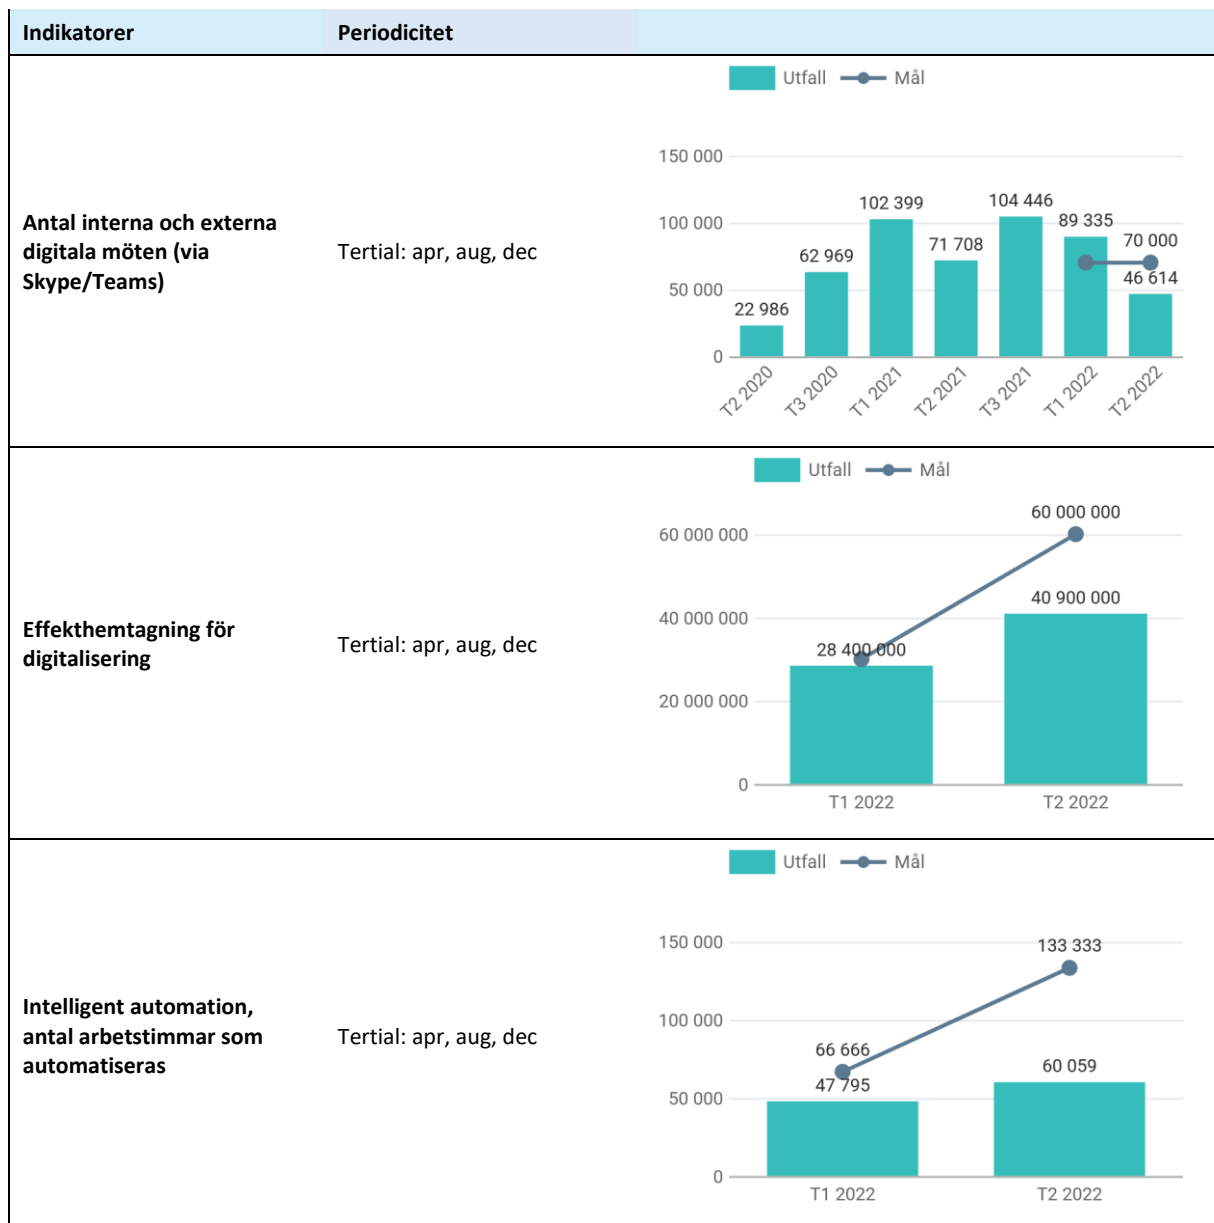 Indikatorer Periodicitet
Antal interna och externa
digitala möten (via
Skype/Teams)
Tertial: apr, aug, dec
Utfall Mål
150 000
100 000
50 000
0
22 986
62 969
102 399
71 708
104 446
89 335
70 000
46 614
T2 2020
T3 2020
T1 2021
T2 2021
T3 2021
T1 2022
T2 2022
Effekthemtagning för
digitalisering
Tertial: apr, aug, dec
Utfall Mål
60 000 000
40 000 000
20 000 000
0
28 400 000
60 000 000
40 900 000
T1 2022
T2 2022
Intelligent automation,
antal arbetstimmar som
automatiseras
Tertial: apr, aug, dec
Utfall Mål
150 000
100 000
50 000
0
66 666
47 795
133 333
60 059
T1 2022
T2 2022